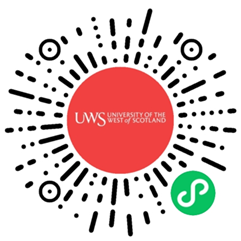 UWS UNIVERSITY OF THE
WEST of SCOTLAND